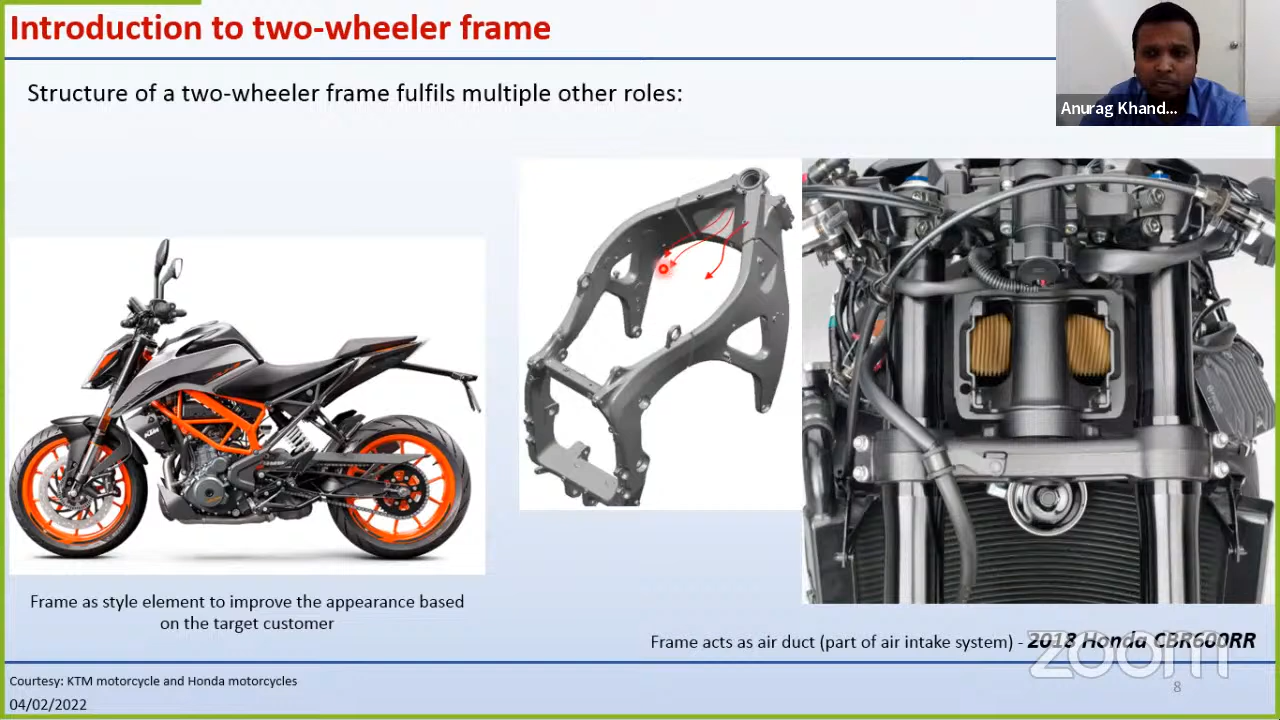 Introduction to two-wheeler frame
Anurag Khand...
Structure of a two-wheeler frame fulfils multiple other roles:
KTM
Frame as style element to improve the appearance based
on the target customer
Frame acts as air duct (part of air intake system) - 2018 Honda CBR600RR
zoom
Courtesy: KTM motorcycle and Honda motorcycles
8
04/02/2022